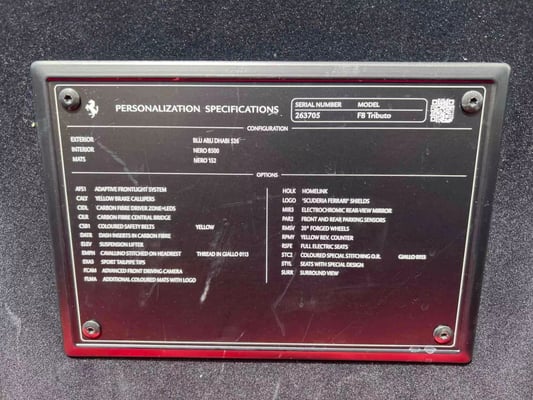 PERSONALIZATION SPECIFICATIONS
SERIAL NUMBER MODEL
263705 F8 Tributo
CONFIGURATION
EXTERIOR BLU ABU DHABI 526
INTERIOR NERO 8500
MATS NERO 152
OPTIONS
AFS1 ADAPTIVE FRONTLIGHT SYSTEM
CALY YELLOW BRAKE CALLIPERS
CIDL CARBON FIBRE DRIVER ZONE+LEDS
CILR CARBON FIBRE CENTRAL BRIDGE
CSB1 COLOURED SAFETY BELTS YELLOW
DATR DASH INSERTS IN CARBON FIBRE
ELEV SUSPENSION LIFTER
EMPH CAVALLINO STITCHED ON HEADREST THREAD IN GIALLO 0113
EXA3 SPORT TAILPIPE TIPS
FCAM ADVANCED FRONT DRIVING CAMERA
FLMA ADDITIONAL COLOURED MATS WITH LOGO
HOLK HOMELINK
LOGO "SCUDERIA FERRARI" SHIELDS
MIR3 ELECTROCHROMIC REAR-VIEW MIRROR
PAR2 FRONT AND REAR PARKING SENSORS
RMSV 20" FORGED WHEELS
RPMY YELLOW REV. COUNTER
RSFE FULL ELECTRIC SEATS
STC2 COLOURED SPECIAL STITCHING O.R. GIALLO 0113
STYL SEATS WITH SPECIAL DESIGN
SURR SURROUND VIEW